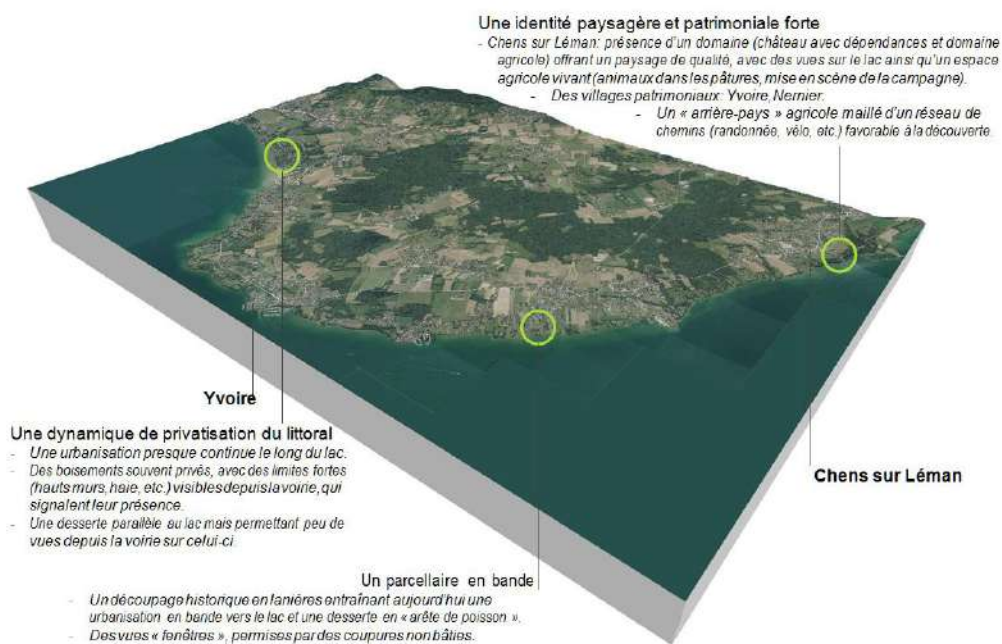 Une identité paysagère et patrimoniale forte
- Chens sur Léman: présence d'un domaine (château avec dépendances et domaine
agricole) offrant un paysage de qualité, avec des vues sur le lac ainsi qu'un espace
agricole vivant (animaux dans les pâtures, mise en scène de la campagne).
- Des villages patrimoniaux: Yvoire, Nernier.
- Un « arrière-pays » agricole maillé d'un réseau de
chemins (randonnée, vélo, etc.) favorable à la découverte.
Yvoire
Une dynamique de privatisation du littoral
- Une urbanisation presque continue le long du lac.
- Des boisements souvent privés, avec des limites fortes
(hauts murs, haie, etc.) visibles depuis la voirie, qui
signalent leur présence.
- Une desserte parallèle au lac mais permettant peu de
vues depuis la voirie sur celui-ci.
Chens sur Léman
Un parcellaire en bande
- Un découpage historique en lanières entraînant aujourd'hui une
urbanisation en bande vers le lac et une desserte en « arête de poisson ».
- Des vues « fenêtres », permises par des coupures non bâties.